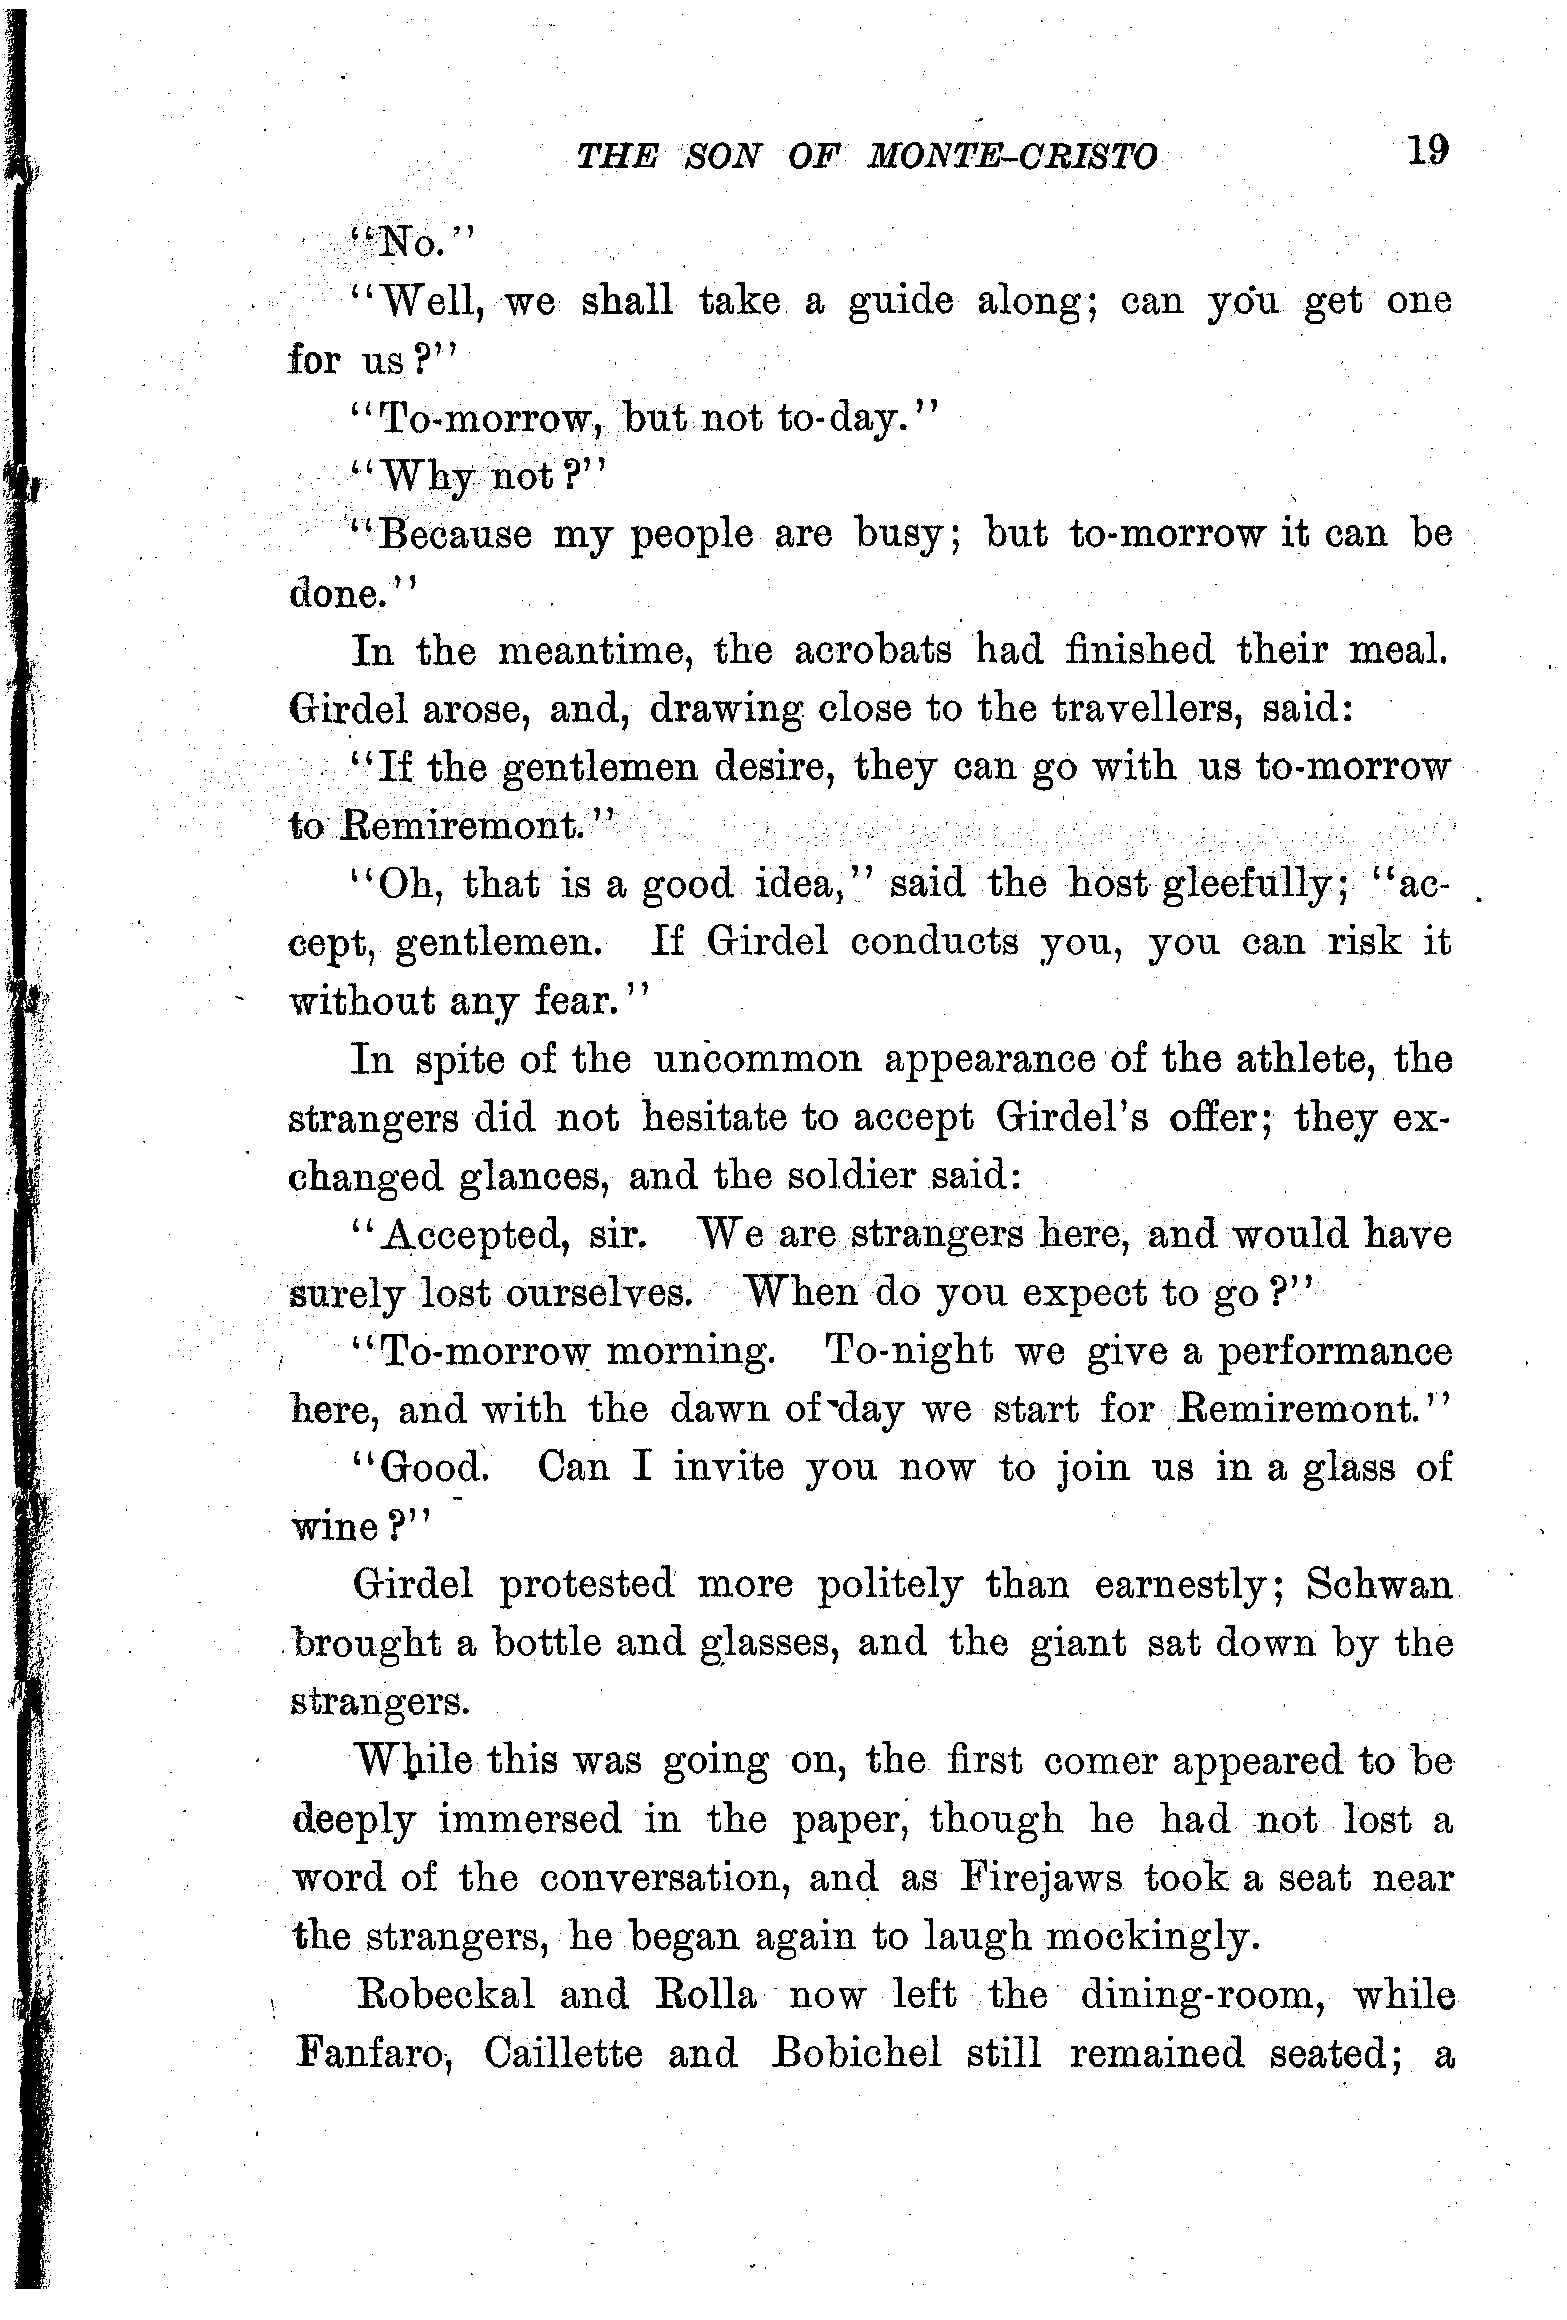 THE SON OF MONTE-CRISTO 19
"No."
"Well, we shall take a guide along; can you get one
for us?"
"To-morrow, but not to-day."
"Why not?"
"Because my people are busy; but to-morrow it can be
done."
In the meantime, the acrobats had finished their meal.
Girdel arose, and, drawing close to the travellers, said:
"If the gentlemen desire, they can go with us to-morrow
to Remiremont."
"Oh, that is a good idea," said the host gleefully; "ac-
cept, gentlemen. If Girdel conducts you, you can risk it
without any fear."
In spite of the uncommon appearance of the athlete, the
strangers did not hesitate to accept Girdel's offer; they ex-
changed glances, and the soldier said:
"Accepted, sir. We are strangers here, and would have
surely lost ourselves. When do you expect to go?"
"To-morrow morning. To-night we give a performance
here, and with the dawn of day we start for Remiremont."
"Good. Can I invite you now to join us in a glass of
wine?"
Girdel protested more politely than earnestly; Schwan
brought a bottle and glasses, and the giant sat down by the
strangers.
While this was going on, the first comer appeared to be
deeply immersed in the paper, though he had not lost a
word of the conversation, and as Firejaws took a seat near
the strangers, he began again to laugh mockingly.
Robeckal and Rolla now left the dining-room, while
Fanfaro, Caillette and Bobichel still remained seated; a